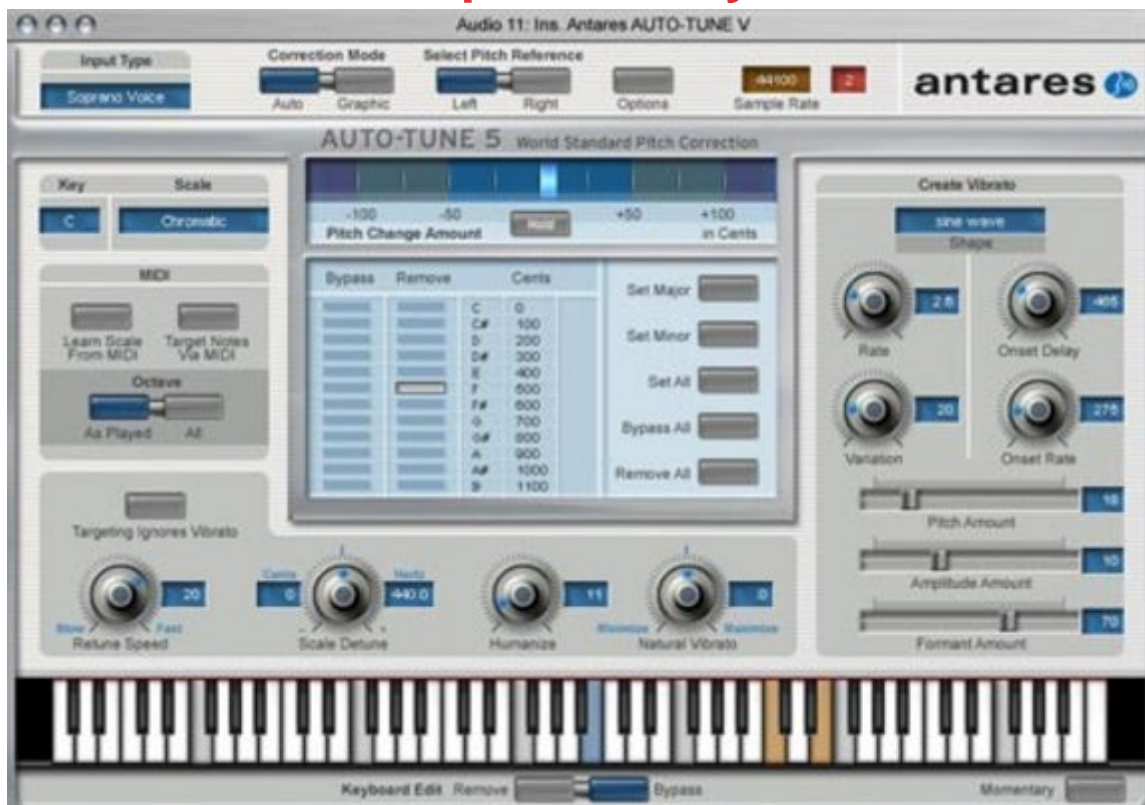 Audio 11: Ins. Antares AUTO-TUNE V
Input Type
Soprano Voice
Correction Mode
Auto Graphic
Select Pitch Reference
Left Right
Options
44100 2
Sample Rate
antares
AUTO-TUNE 5 World Standard Pitch Correction
Key Scale
C Chromatic
-100 -50 Hold +50 +100
Pitch Change Amount in Cents
MIDI
Learn Scale From MIDI
Target Notes Via MIDI
Octave
As Played All
Bypass Remove Cents
C 0
C# 100
D 200
D# 300
E 400
F 500
F# 600
G 700
G# 800
A 900
A# 1000
B 1100
Set Major
Set Minor
Set All
Bypass All
Remove All
Create Vibrato
sine wave
Shape
2.6
Rate
465
Onset Delay
20
Variation
275
Onset Rate
18
Pitch Amount
10
Amplitude Amount
70
Formant Amount
Targeting Ignores Vibrato
20
Slow Fast
Retune Speed
Cents Hertz
0 440.0
- +
Scale Detune
11
Humanize
0
Minimize Maximize
Natural Vibrato
Keyboard Edit Remove Bypass Momentary